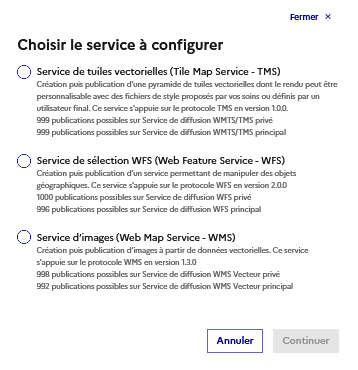 Fermer ×
Choisir le service à configurer
Service de tuiles vectorielles (Tile Map Service - TMS)
Création puis publication d'une pyramide de tuiles vectorielles dont le rendu peut être
personnalisable avec des fichiers de style proposés par vos soins ou définis par un
utilisateur final. Ce service s'appuie sur le protocole TMS en version 1.0.0.
999 publications possibles sur Service de diffusion WMTS/TMS privé
999 publications possibles sur Service de diffusion WMTS/TMS principal
Service de sélection WFS (Web Feature Service - WFS)
Création puis publication d'un service permettant de manipuler des objets
géographiques. Ce service s'appuie sur le protocole WFS en version 2.0.0
1000 publications possibles sur Service de diffusion WFS privé
996 publications possibles sur Service de diffusion WFS principal
Service d'images (Web Map Service - WMS)
Création puis publication d'images à partir de données vectorielles. Ce service
s'appuie sur le protocole WMS en version 1.3.0
998 publications possibles sur Service de diffusion WMS Vecteur privé
992 publications possibles sur Service de diffusion WMS Vecteur principal
Annuler
Continuer